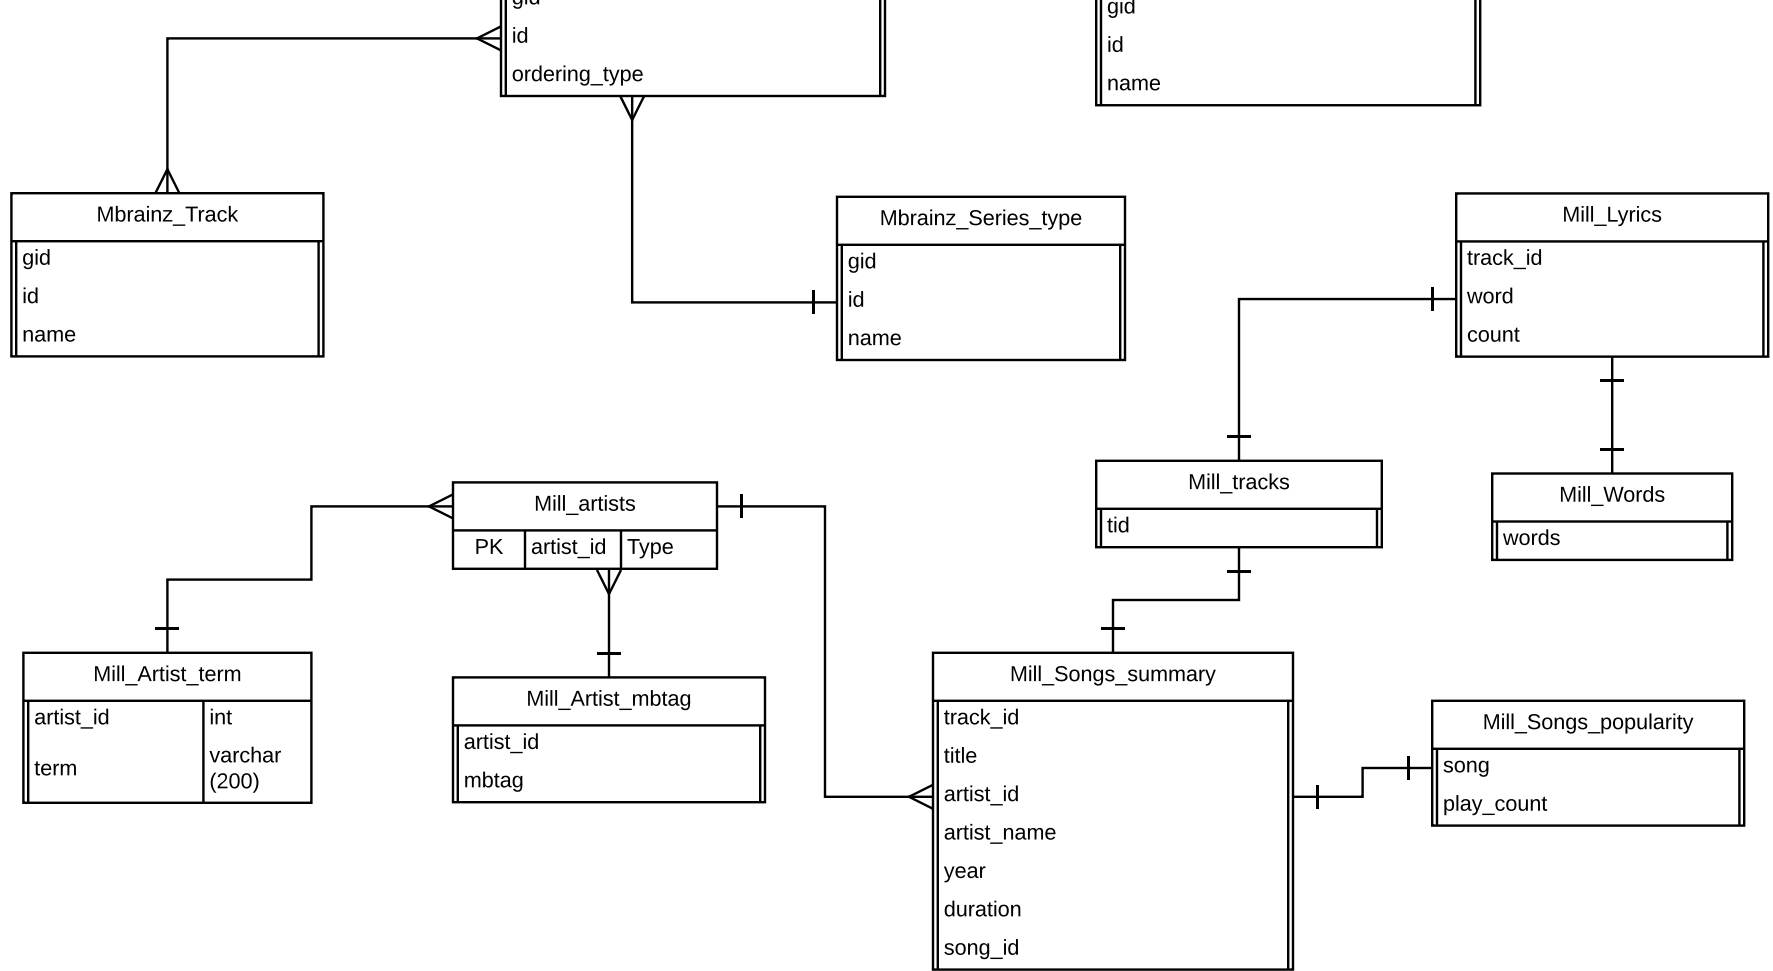 gid
id
ordering_type
gid
id
name
Mbrainz_Track
gid
id
name
Mbrainz_Series_type
gid
id
name
Mill_Lyrics
track_id
word
count
Mill_artists
PK artist_id Type
Mill_tracks
tid
Mill_Words
words
Mill_Artist_term
artist_id int
term varchar
(200)
Mill_Artist_mbtag
artist_id
mbtag
Mill_Songs_summary
track_id
title
artist_id
artist_name
year
duration
song_id
Mill_Songs_popularity
song
play_count